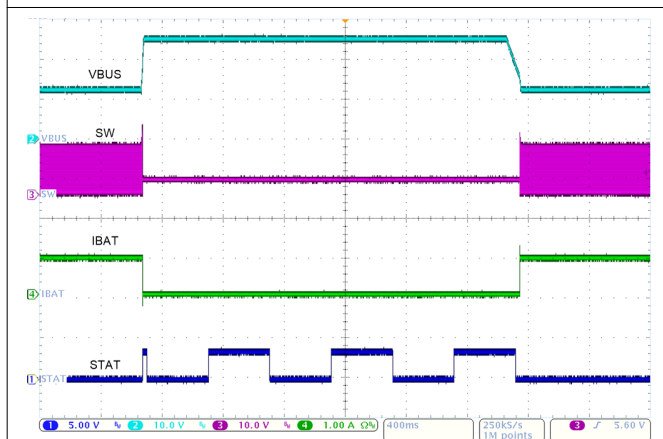 VBUS
2 VBUS
SW
3 SW
IBAT
4 IBAT
STAT
1 STAT
1 5.00 V 2 10.0 V 3 10.0 V 4 1.00 A Ω 400ms 250kS/s 3 5.60 V
1M points